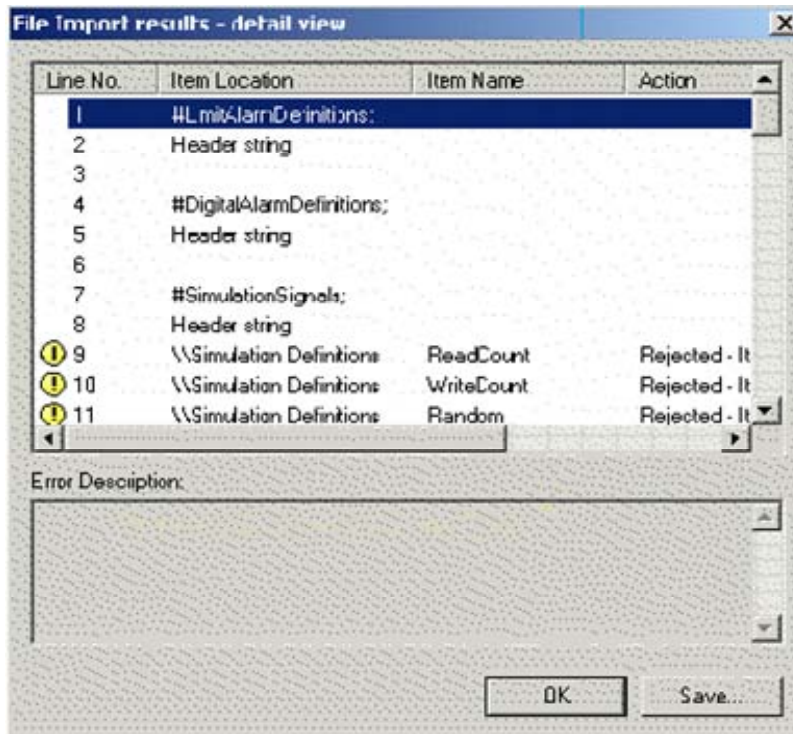 File Import results - detail view
Line No. Item Location Item Name Action
1 #LimitAlarmDefinitions;
2 Header string
3
4 #DigitalAlarmDefinitions;
5 Header string
6
7 #SimulationSignals;
8 Header string
9 \\Simulation Definitions ReadCount Rejected - It
10 \\Simulation Definitions WriteCount Rejected - It
11 \\Simulation Definitions Random Rejected - It
Error Description:
OK Save...